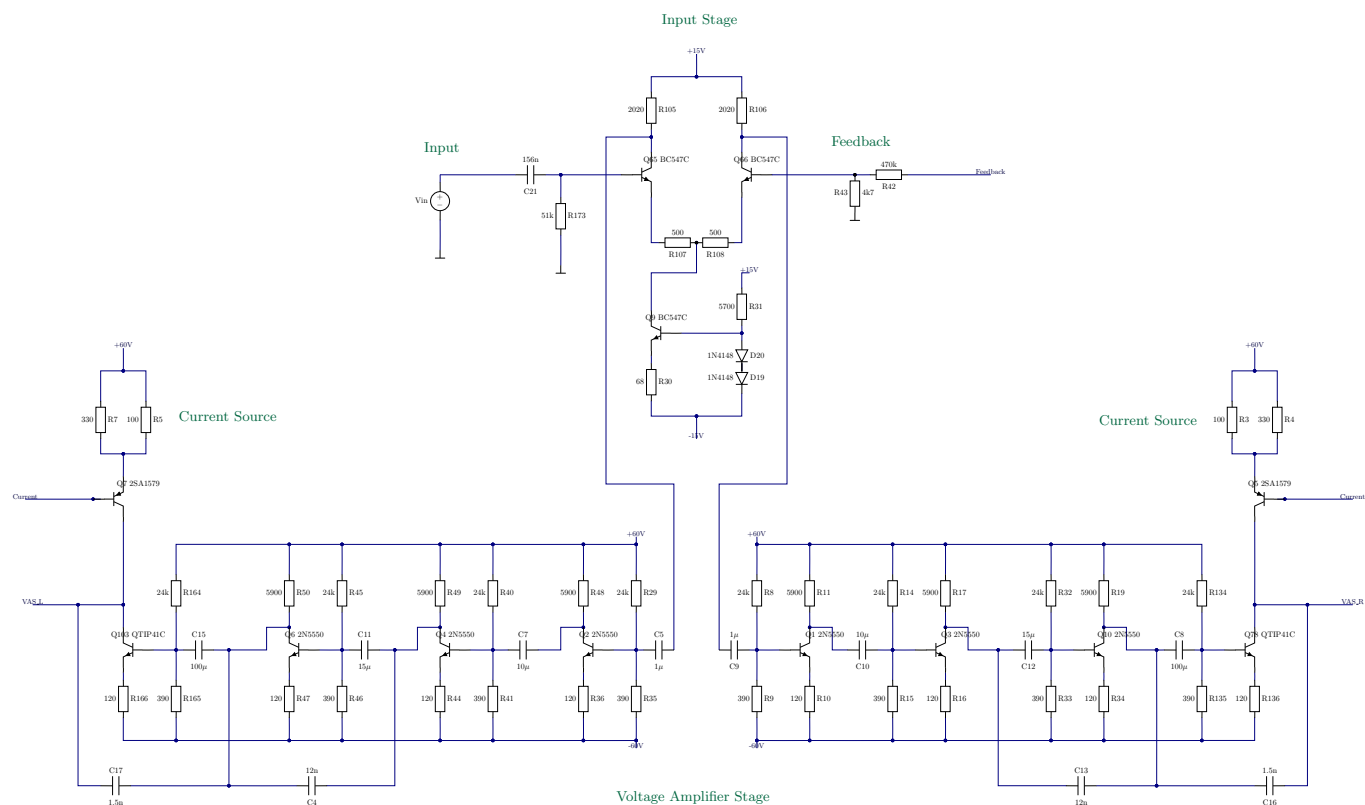 Input Stage
+15V
2020 R105 2020 R106
Input
Feedback
156n
C21
Q65 BC547C
Q66 BC547C
470k
R42
Feedback
R43 4k7
Vin
51k R173
500 500
R107 R108
+15V
5700 R31
Q9 BC547C
1N4148 D20
1N4148 D19
68 R30
-15V
+60V
330 R7 100 R5
Current Source
Q7 2SA1579
Current
+60V
100 R3 330 R4
Current Source
Q5 2SA1579
Current
+60V
+60V
24k R164 5900 R50 24k R45 5900 R49 24k R40 5900 R48 24k R29
24k R8 5900 R11 24k R14 5900 R17 24k R32 5900 R19 24k R134
VAS_L
VAS_R
Q103 QTIP41C C15 Q6 2N5550 C11 Q4 2N5550 C7 Q2 2N5550 C5
100µ 15µ 10µ 1µ
1µ Q1 2N5550 10µ Q3 2N5550 15µ Q10 2N5550 C8 Q78 QTIP41C
C9 C10 C12 100µ
120 R166 390 R165 120 R47 390 R46 120 R44 390 R41 120 R36 390 R35
390 R9 120 R10 390 R15 120 R16 390 R33 120 R34 390 R135 120 R136
-60V
-60V
C17 12n
1.5n C4
C13 1.5n
12n C16
Voltage Amplifier Stage